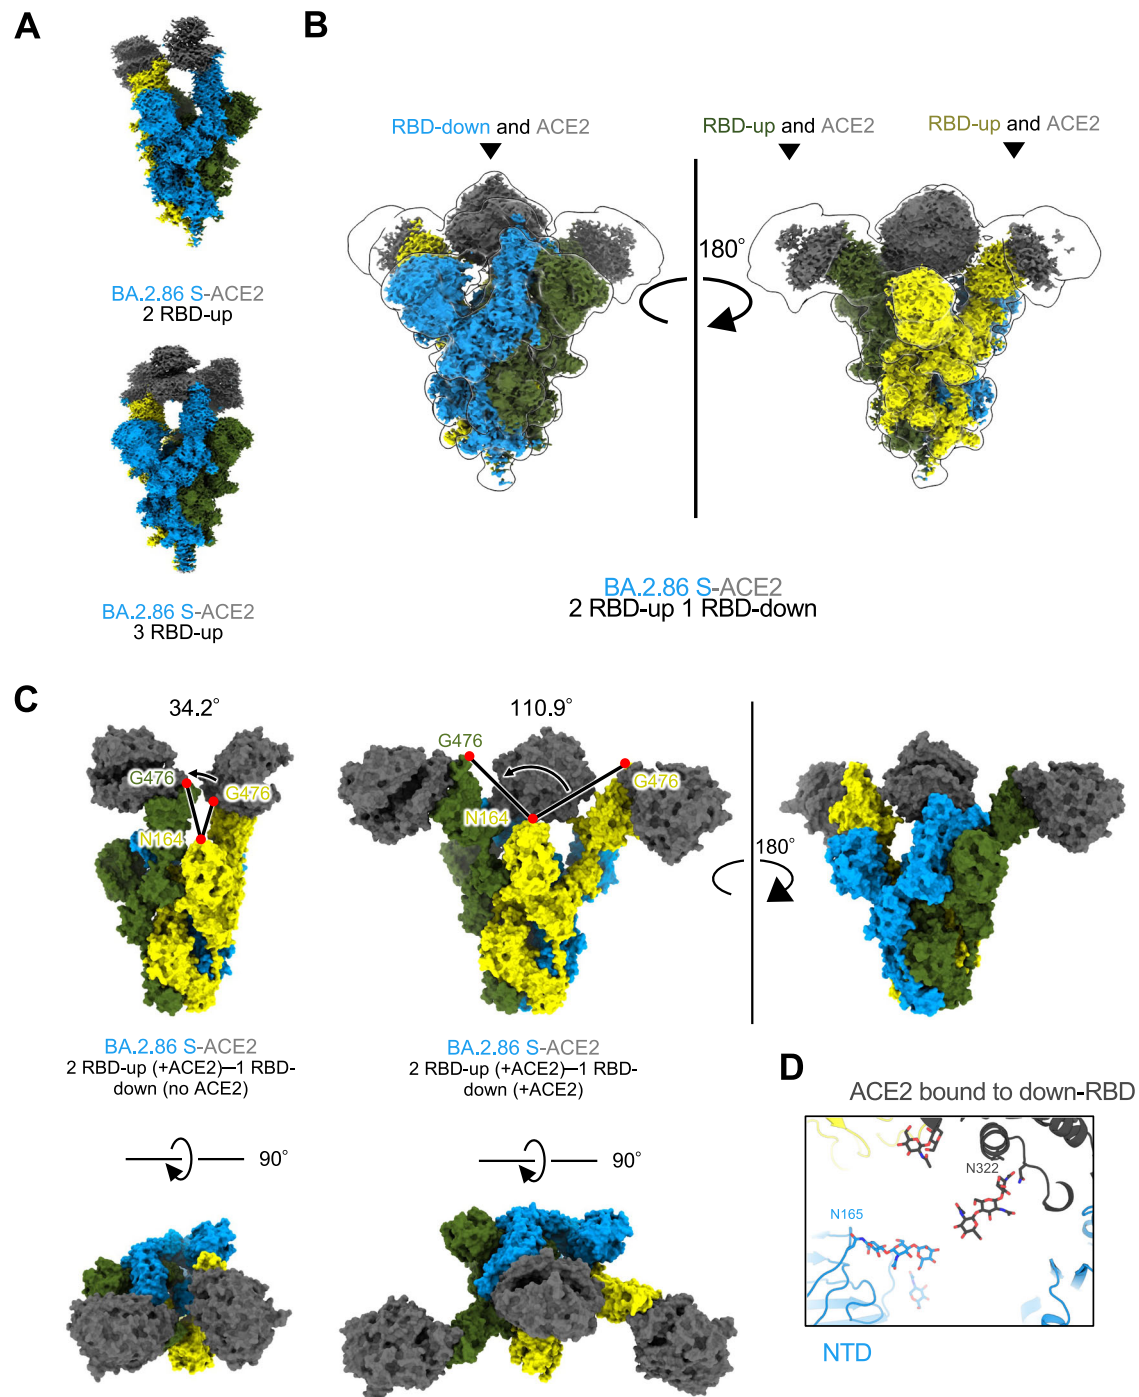 A
B
BA.2.86 S-ACE2
2 RBD-up
BA.2.86 S-ACE2
3 RBD-up
RBD-down and ACE2
RBD-up and ACE2
RBD-up and ACE2
180°
BA.2.86 S-ACE2
2 RBD-up 1 RBD-down
C
34.2°
G476
G476
N164
110.9°
G476
G476
N164
180°
BA.2.86 S-ACE2
2 RBD-up (+ACE2)—1 RBD-
down (no ACE2)
BA.2.86 S-ACE2
2 RBD-up (+ACE2)—1 RBD-
down (+ACE2)
90°
90°
D
ACE2 bound to down-RBD
N322
N165
NTD